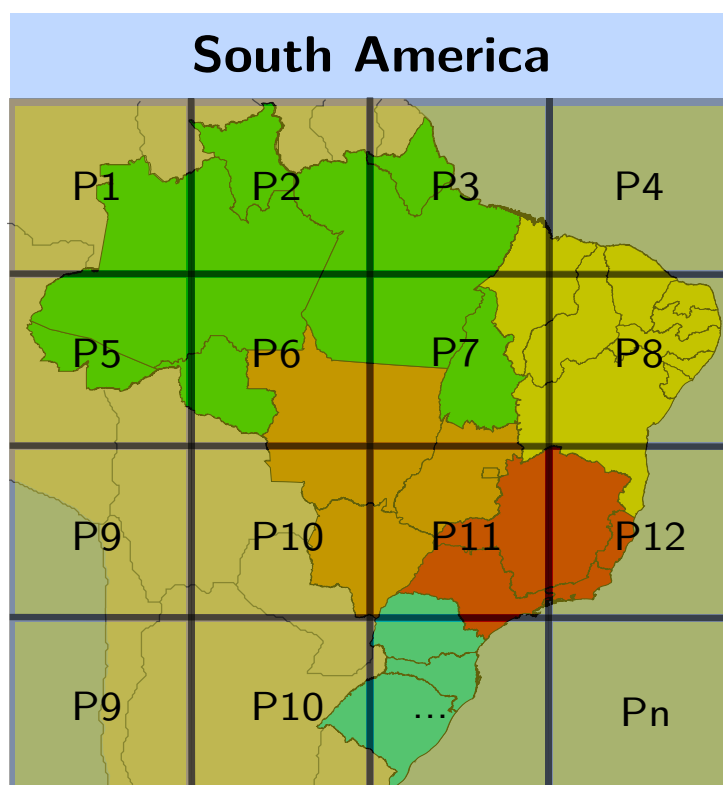 South America
P1 P2 P3 P4
P5 P6 P7 P8
P9 P10 P11 P12
P9 P10 ... Pn